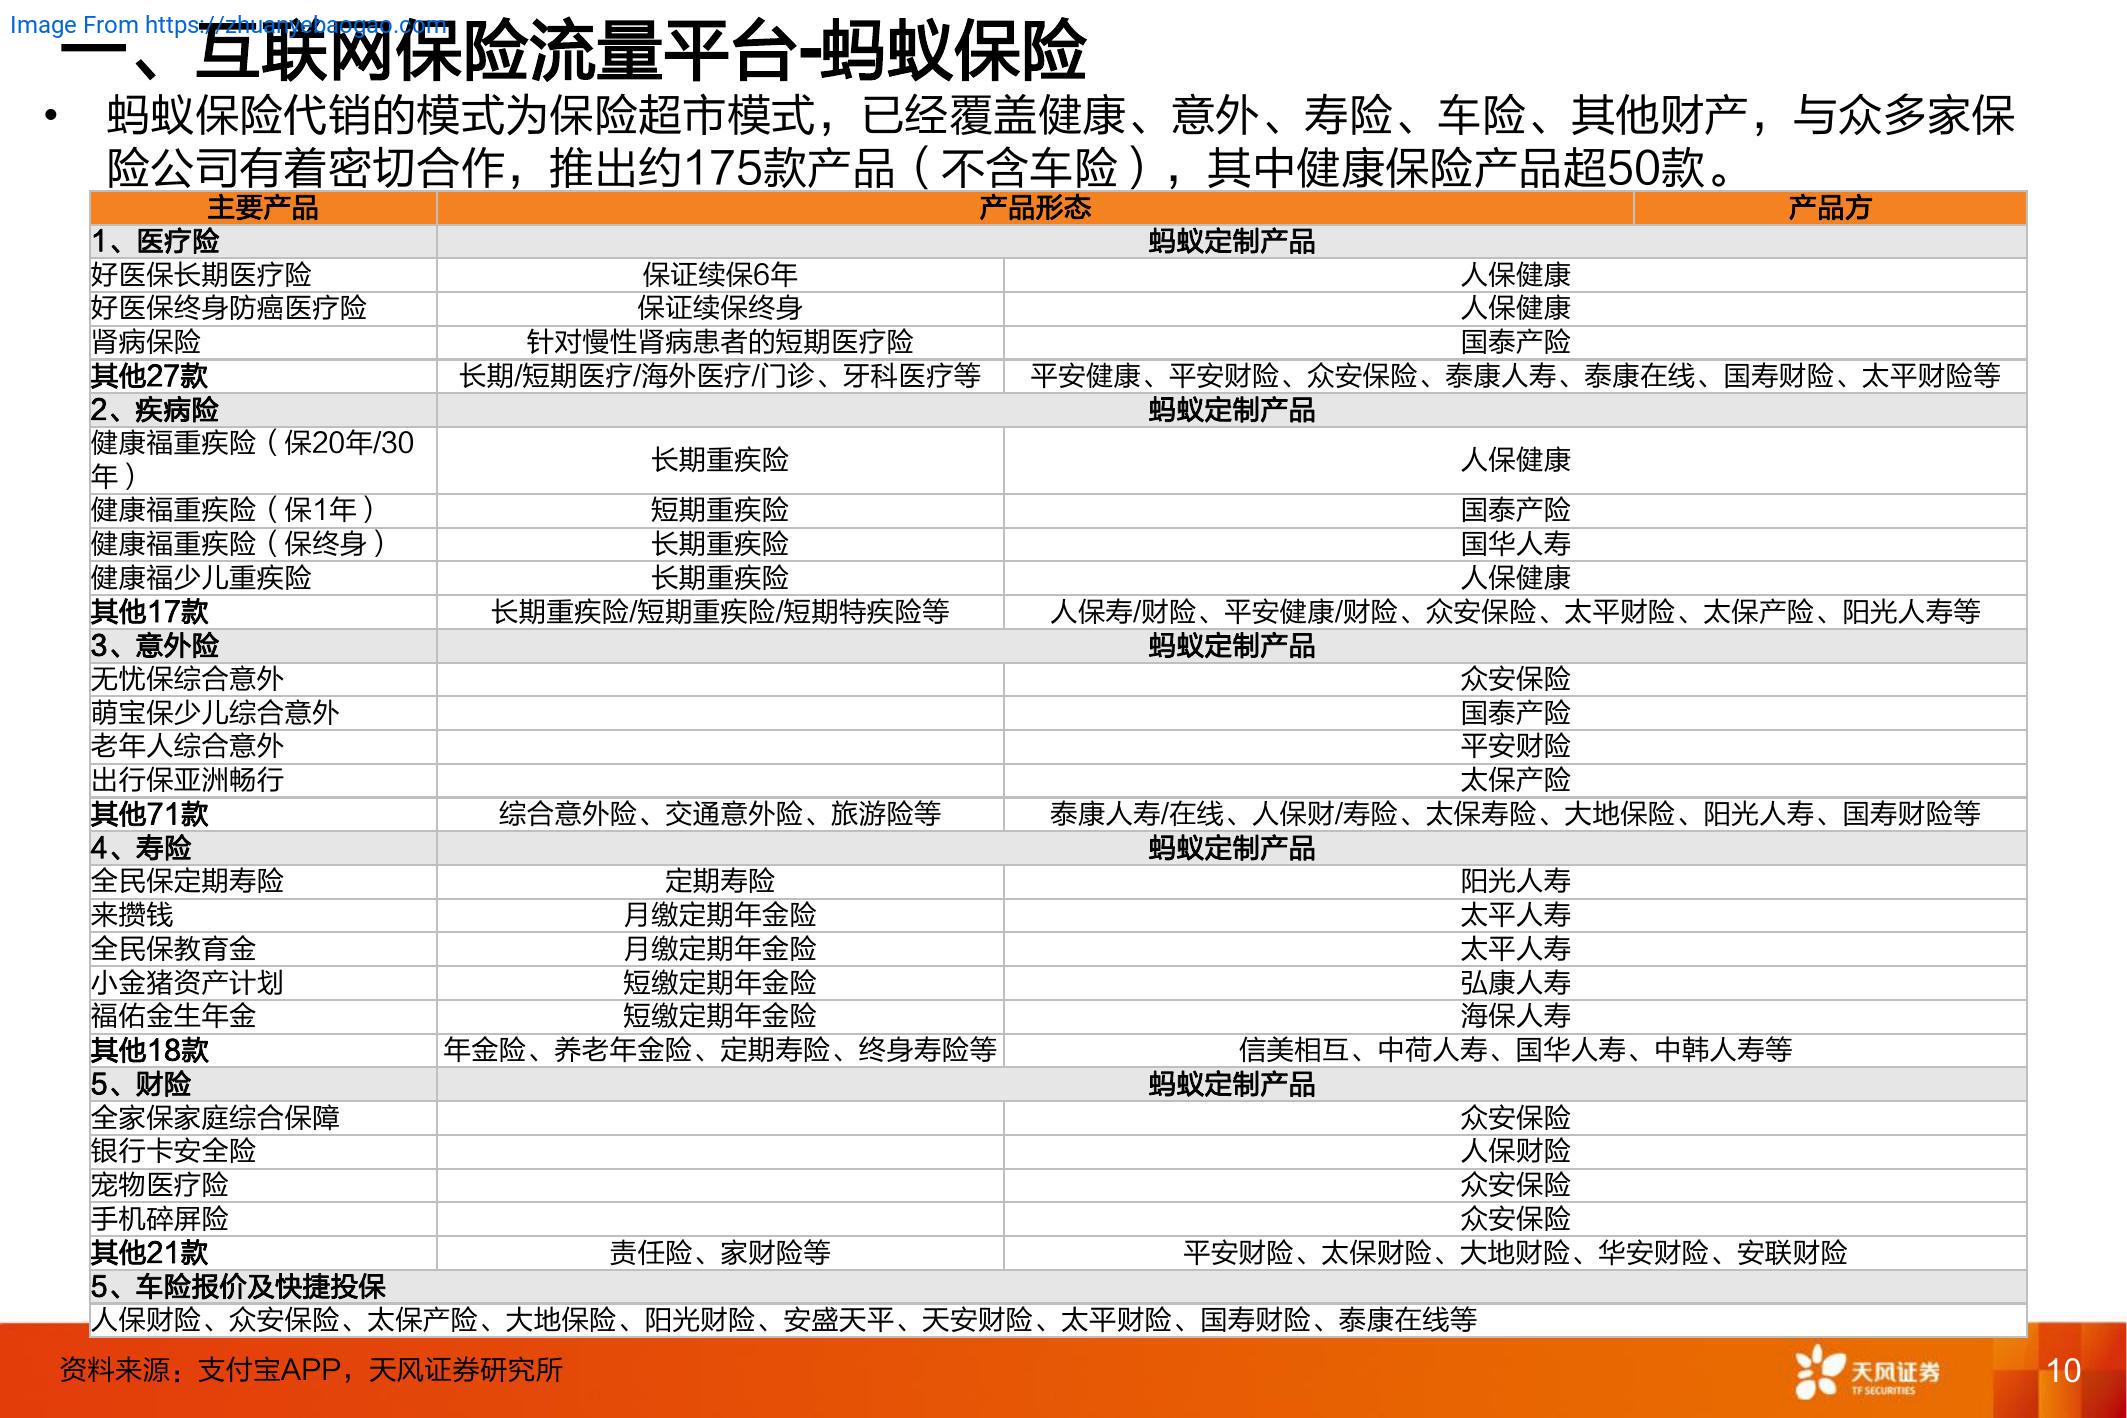 Image From https://zhuanyebaogao.com
一、互联网保险流量平台-蚂蚁保险
• 蚂蚁保险代销的模式为保险超市模式，已经覆盖健康、意外、寿险、车险、其他财产，与众多家保
险公司有着密切合作，推出约175款产品（不含车险），其中健康保险产品超50款。
主要产品 产品形态 产品方
1、医疗险 蚂蚁定制产品
好医保长期医疗险 保证续保6年 人保健康
好医保终身防癌医疗险 保证续保终身 人保健康
肾病保险 针对慢性肾病患者的短期医疗险 国泰产险
其他27款 长期/短期医疗/海外医疗/门诊、牙科医疗等 平安健康、平安财险、众安保险、泰康人寿、泰康在线、国寿财险、太平财险等
2、疾病险 蚂蚁定制产品
健康福重疾险（保20年/30
年） 长期重疾险 人保健康
健康福重疾险（保1年） 短期重疾险 国泰产险
健康福重疾险（保终身） 长期重疾险 国华人寿
健康福少儿重疾险 长期重疾险 人保健康
其他17款 长期重疾险/短期重疾险/短期特疾险等 人保寿/财险、平安健康/财险、众安保险、太平财险、太保产险、阳光人寿等
3、意外险 蚂蚁定制产品
无忧保综合意外 众安保险
萌宝保少儿综合意外 国泰产险
老年人综合意外 平安财险
出行保亚洲畅行 太保产险
其他71款 综合意外险、交通意外险、旅游险等 泰康人寿/在线、人保财/寿险、太保寿险、大地保险、阳光人寿、国寿财险等
4、寿险 蚂蚁定制产品
全民保定期寿险 定期寿险 阳光人寿
来攒钱 月缴定期年金险 太平人寿
全民保教育金 月缴定期年金险 太平人寿
小金猪资产计划 短缴定期年金险 弘康人寿
福佑金生年金 短缴定期年金险 海保人寿
其他18款 年金险、养老年金险、定期寿险、终身寿险等 信美相互、中荷人寿、国华人寿、中韩人寿等
5、财险 蚂蚁定制产品
全家保家庭综合保障 众安保险
银行卡安全险 人保财险
宠物医疗险 众安保险
手机碎屏险 众安保险
其他21款 责任险、家财险等 平安财险、太保财险、大地财险、华安财险、安联财险
5、车险报价及快捷投保
人保财险、众安保险、太保产险、大地保险、阳光财险、安盛天平、天安财险、太平财险、国寿财险、泰康在线等
资料来源：支付宝APP，天风证券研究所
天风证券
TF SECURITIES
10